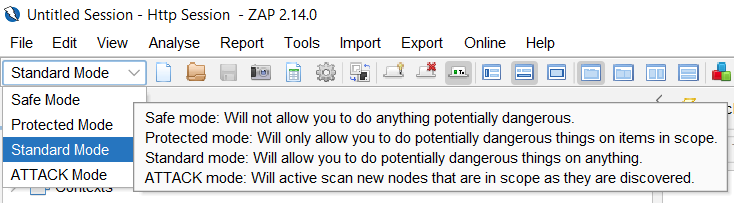 Untitled Session - Http Session - ZAP 2.14.0
File Edit View Analyse Report Tools Import Export Online Help
Standard Mode
Safe Mode
Protected Mode
Standard Mode
ATTACK Mode
Safe mode: Will not allow you to do anything potentially dangerous.
Protected mode: Will only allow you to do potentially dangerous things on items in scope.
Standard mode: Will allow you to do potentially dangerous things on anything.
ATTACK mode: Will active scan new nodes that are in scope as they are discovered.
Contexts